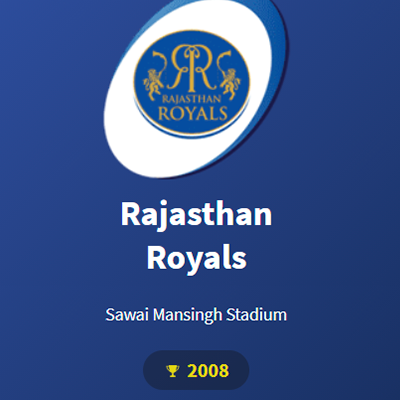 RR
RAJASTHAN
ROYALS
Rajasthan
Royals
Sawai Mansingh Stadium
2008